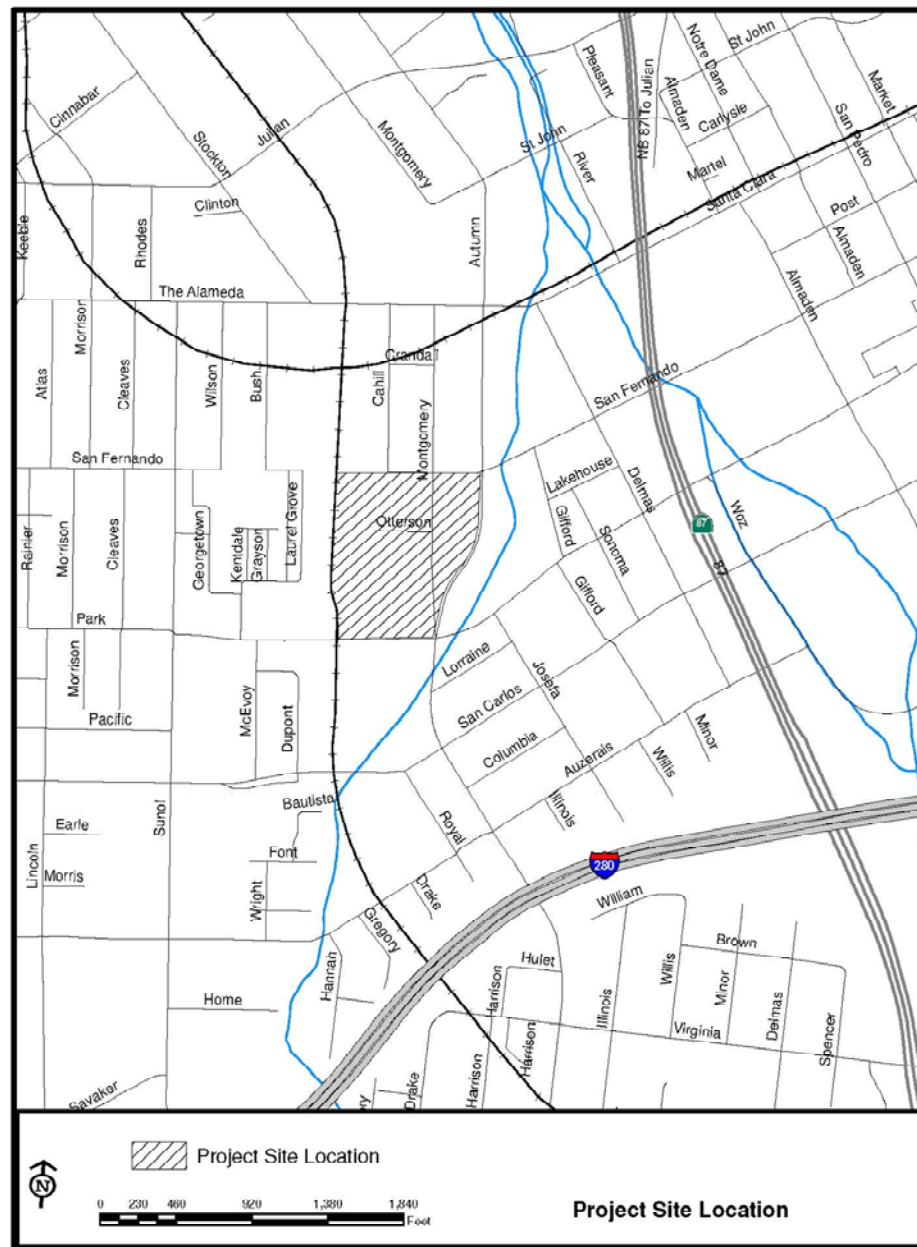 Cinnabar
Stockton
Julian
Montgomery
Pleasant
NB 87 To Julian
Almaden
Notre Dame
St John
Market
Carlysle
San Pedro
St John
River
Martel
Santa Clara
Post
Almaden
Keeble
Rhodes
Clinton
Autumn
The Alameda
Almaden
Morrison
Atlas
Cleaves
Wilson
Bush
Cahill
Crandall
Montgomery
San Fernando
San Fernando
Lakehouse
Delmas
Rainier
Morrison
Cleaves
Georgetown
Kentdale
Grayson
Laurel Grove
Otterson
Gifford
Sonoma
87
Woz
87
Gifford
Park
Lorraine
Josefa
Morrison
Pacific
McEvoy
Dupont
San Carlos
Columbia
Auzerais
Willis
Minor
Bautista
Illinois
Royal
Earle
Sunol
Lincoln
Morris
Font
Wright
Drake
280
William
Gregory
Hannah
Hulet
Harrison
Illinois
Willis
Brown
Minor
Delmas
Spencer
Home
Virginia
Harrison
Savaker
ory
Drake
Harrison
Project Site Location
N
0 230 460 920 1,380 1,840
Feet
Project Site Location